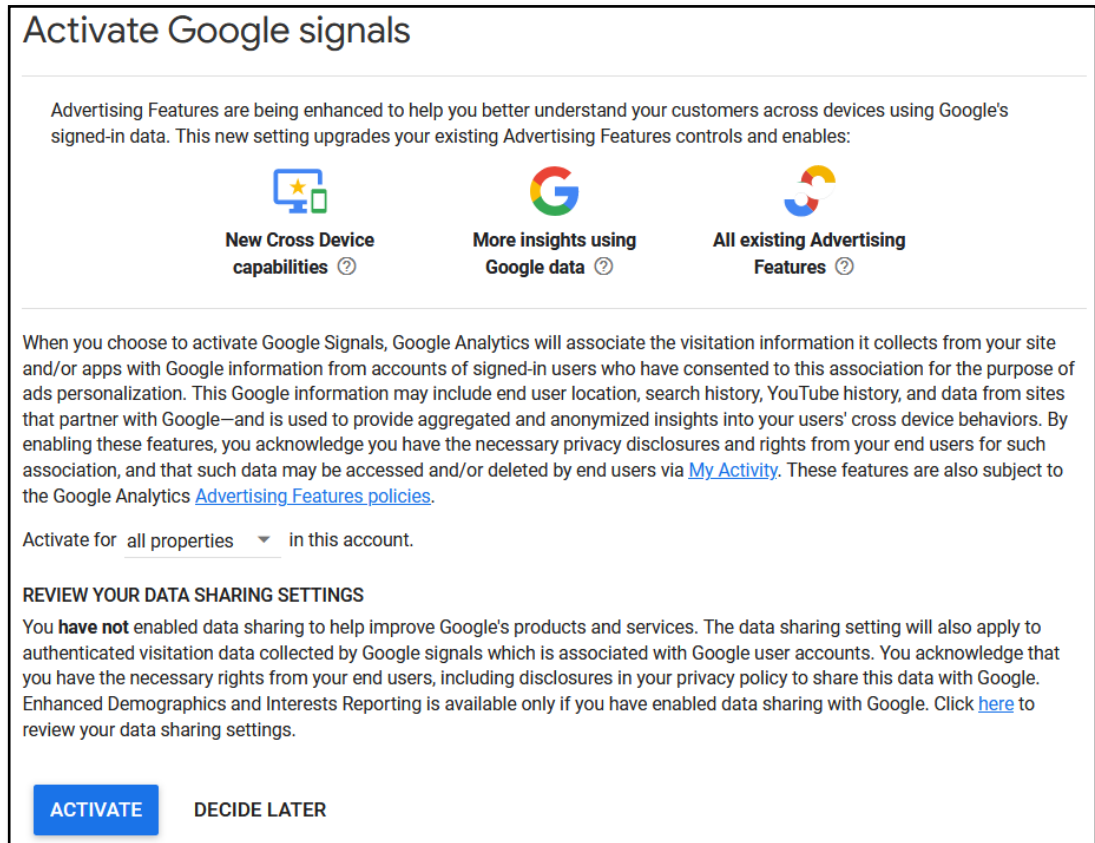 Activate Google signals
Advertising Features are being enhanced to help you better understand your customers across devices using Google's
signed-in data. This new setting upgrades your existing Advertising Features controls and enables:
New Cross Device
capabilities
More insights using
Google data
All existing Advertising
Features
When you choose to activate Google Signals, Google Analytics will associate the visitation information it collects from your site
and/or apps with Google information from accounts of signed-in users who have consented to this association for the purpose of
ads personalization. This Google information may include end user location, search history, YouTube history, and data from sites
that partner with Google—and is used to provide aggregated and anonymized insights into your users' cross device behaviors. By
enabling these features, you acknowledge you have the necessary privacy disclosures and rights from your end users for such
association, and that such data may be accessed and/or deleted by end users via My Activity. These features are also subject to
the Google Analytics Advertising Features policies.
Activate for all properties in this account.
REVIEW YOUR DATA SHARING SETTINGS
You have not enabled data sharing to help improve Google's products and services. The data sharing setting will also apply to
authenticated visitation data collected by Google signals which is associated with Google user accounts. You acknowledge that
you have the necessary rights from your end users, including disclosures in your privacy policy to share this data with Google.
Enhanced Demographics and Interests Reporting is available only if you have enabled data sharing with Google. Click here to
review your data sharing settings.
ACTIVATE DECIDE LATER